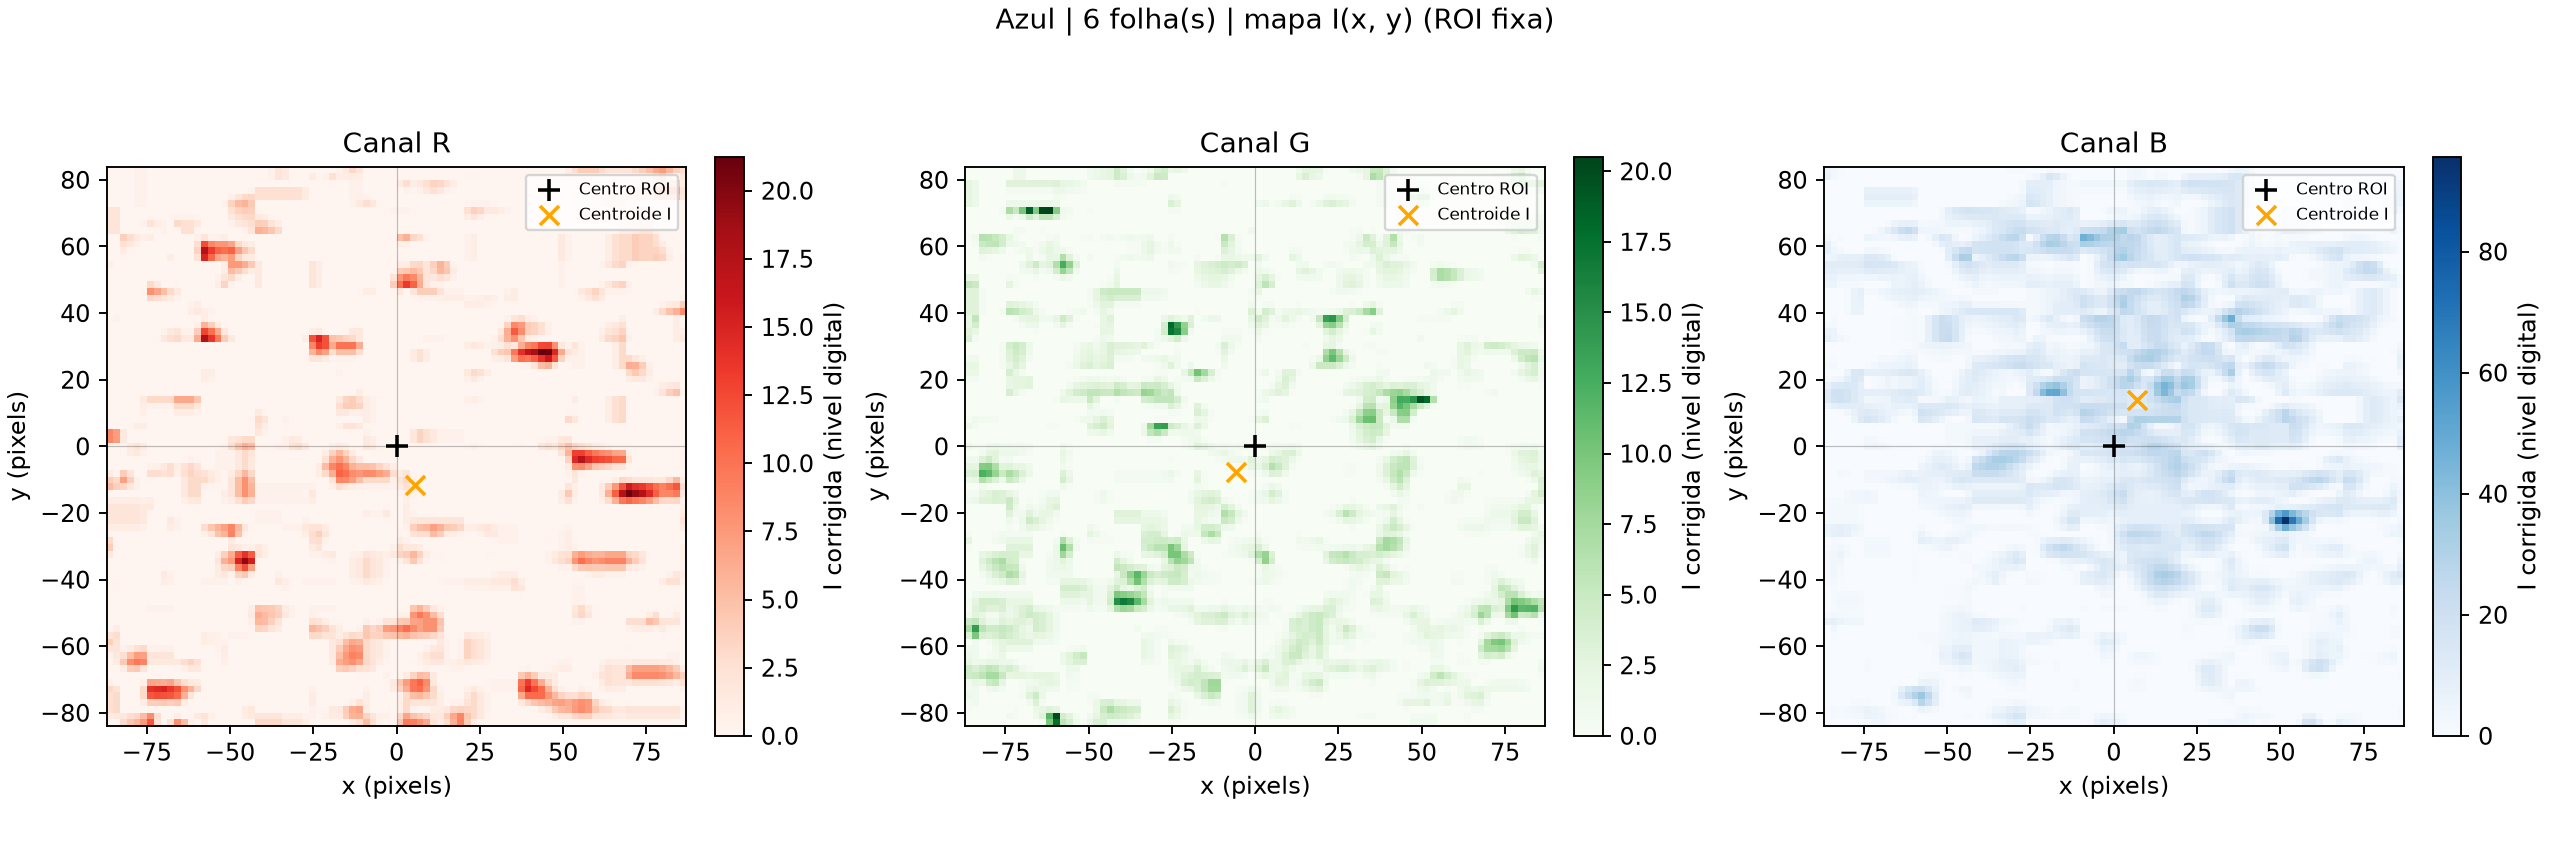 Azul | 6 folha(s) | mapa I(x, y) (ROI fixa)
Canal R
Centro ROI
Centroide I
80
60
40
20
0
−20
−40
−60
−80
y (pixels)
−75 −50 −25 0 25 50 75
x (pixels)
20.0
17.5
15.0
12.5
10.0
7.5
5.0
2.5
0.0
I corrigida (nivel digital)
Canal G
Centro ROI
Centroide I
80
60
40
20
0
−20
−40
−60
−80
y (pixels)
−75 −50 −25 0 25 50 75
x (pixels)
20.0
17.5
15.0
12.5
10.0
7.5
5.0
2.5
0.0
I corrigida (nivel digital)
Canal B
Centro ROI
Centroide I
80
60
40
20
0
−20
−40
−60
−80
y (pixels)
−75 −50 −25 0 25 50 75
x (pixels)
80
60
40
20
0
I corrigida (nivel digital)